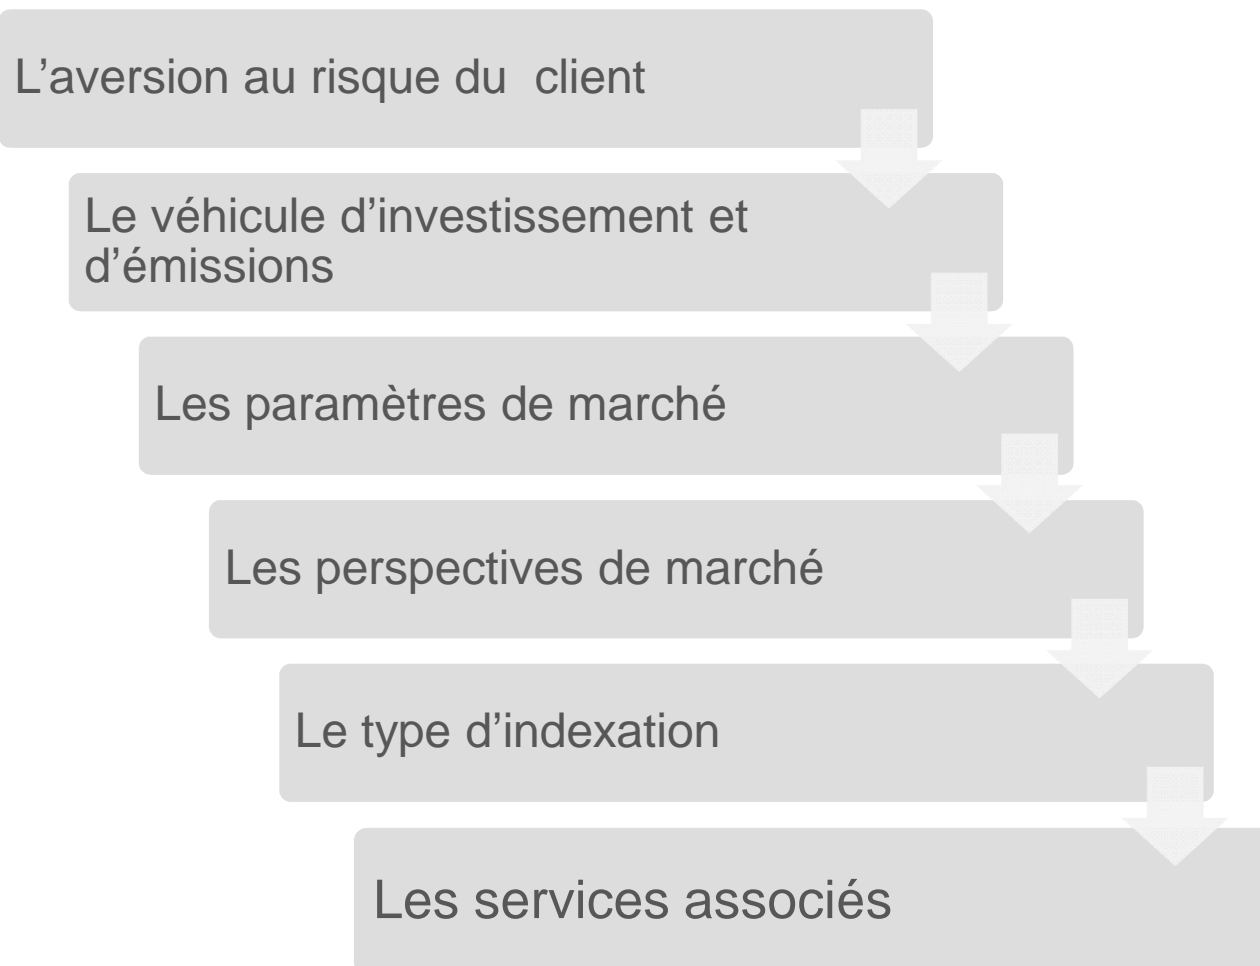 L’aversion au risque du  client
Le véhicule d’investissement et
d’émissions
Les paramètres de marché
Les perspectives de marché
Le type d’indexation
Les services associés